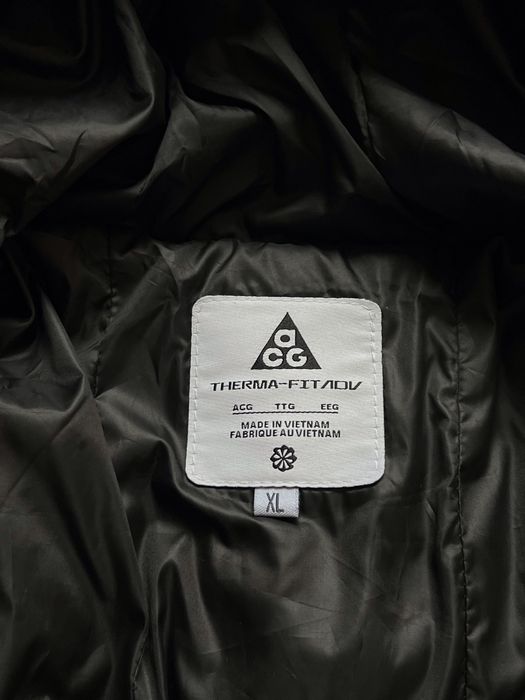 aCG
THERMA-FIT ADV
ACG TTG EEG
MADE IN VIETNAM
FABRIQUE AU VIETNAM
XL